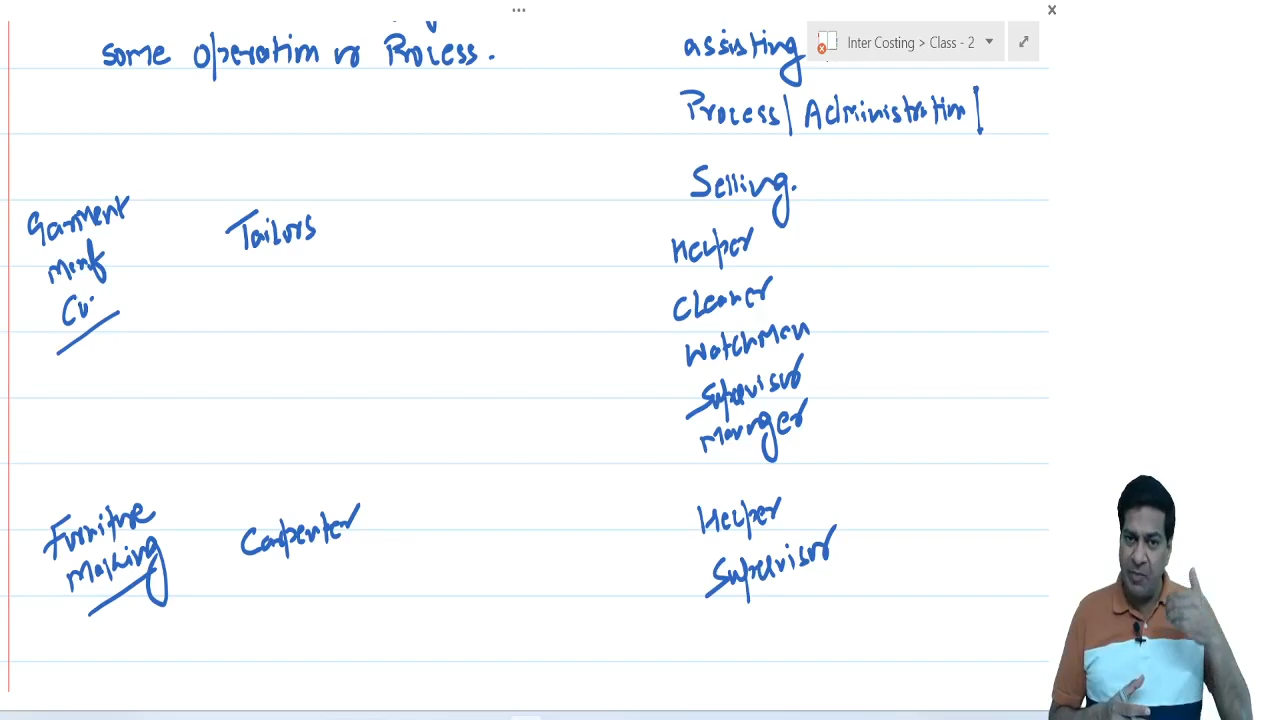 some operation or Process.
assisting
Inter Costing > Class - 2
Process | Administration |
Selling.
Garment
Manf
Co.
Tailors
Helper
Cleaner
Watchman
Supervisor
Manager
Furniture
Making
Carpenter
Helper
Supervisor